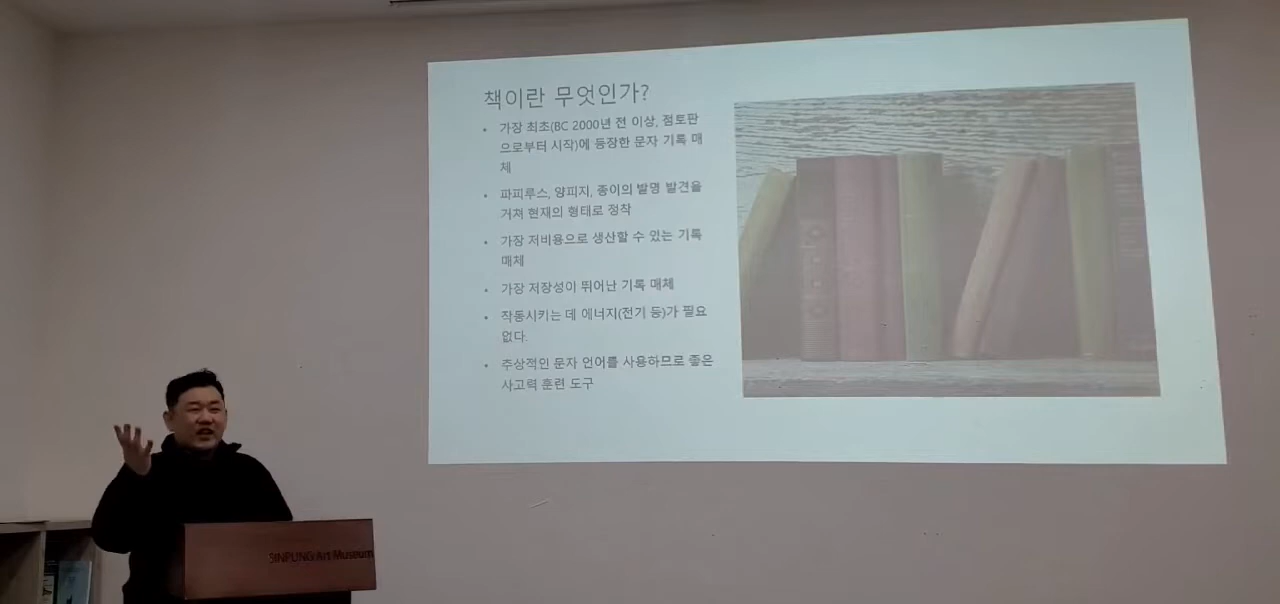 책이란 무엇인가?
• 가장 최초(BC 2000년 전 이상, 점토판
으로부터 시작)에 등장한 문자 기록 매
체
• 파피루스, 양피지, 종이의 발명 발견을
거쳐 현재의 형태로 정착
• 가장 저비용으로 생산할 수 있는 기록
매체
• 가장 저장성이 뛰어난 기록 매체
• 작동시키는 데 에너지(전기 등)가 필요
없다.
• 추상적인 문자 언어를 사용하므로 좋은
사고력 훈련 도구
SINPUNG Art Museum